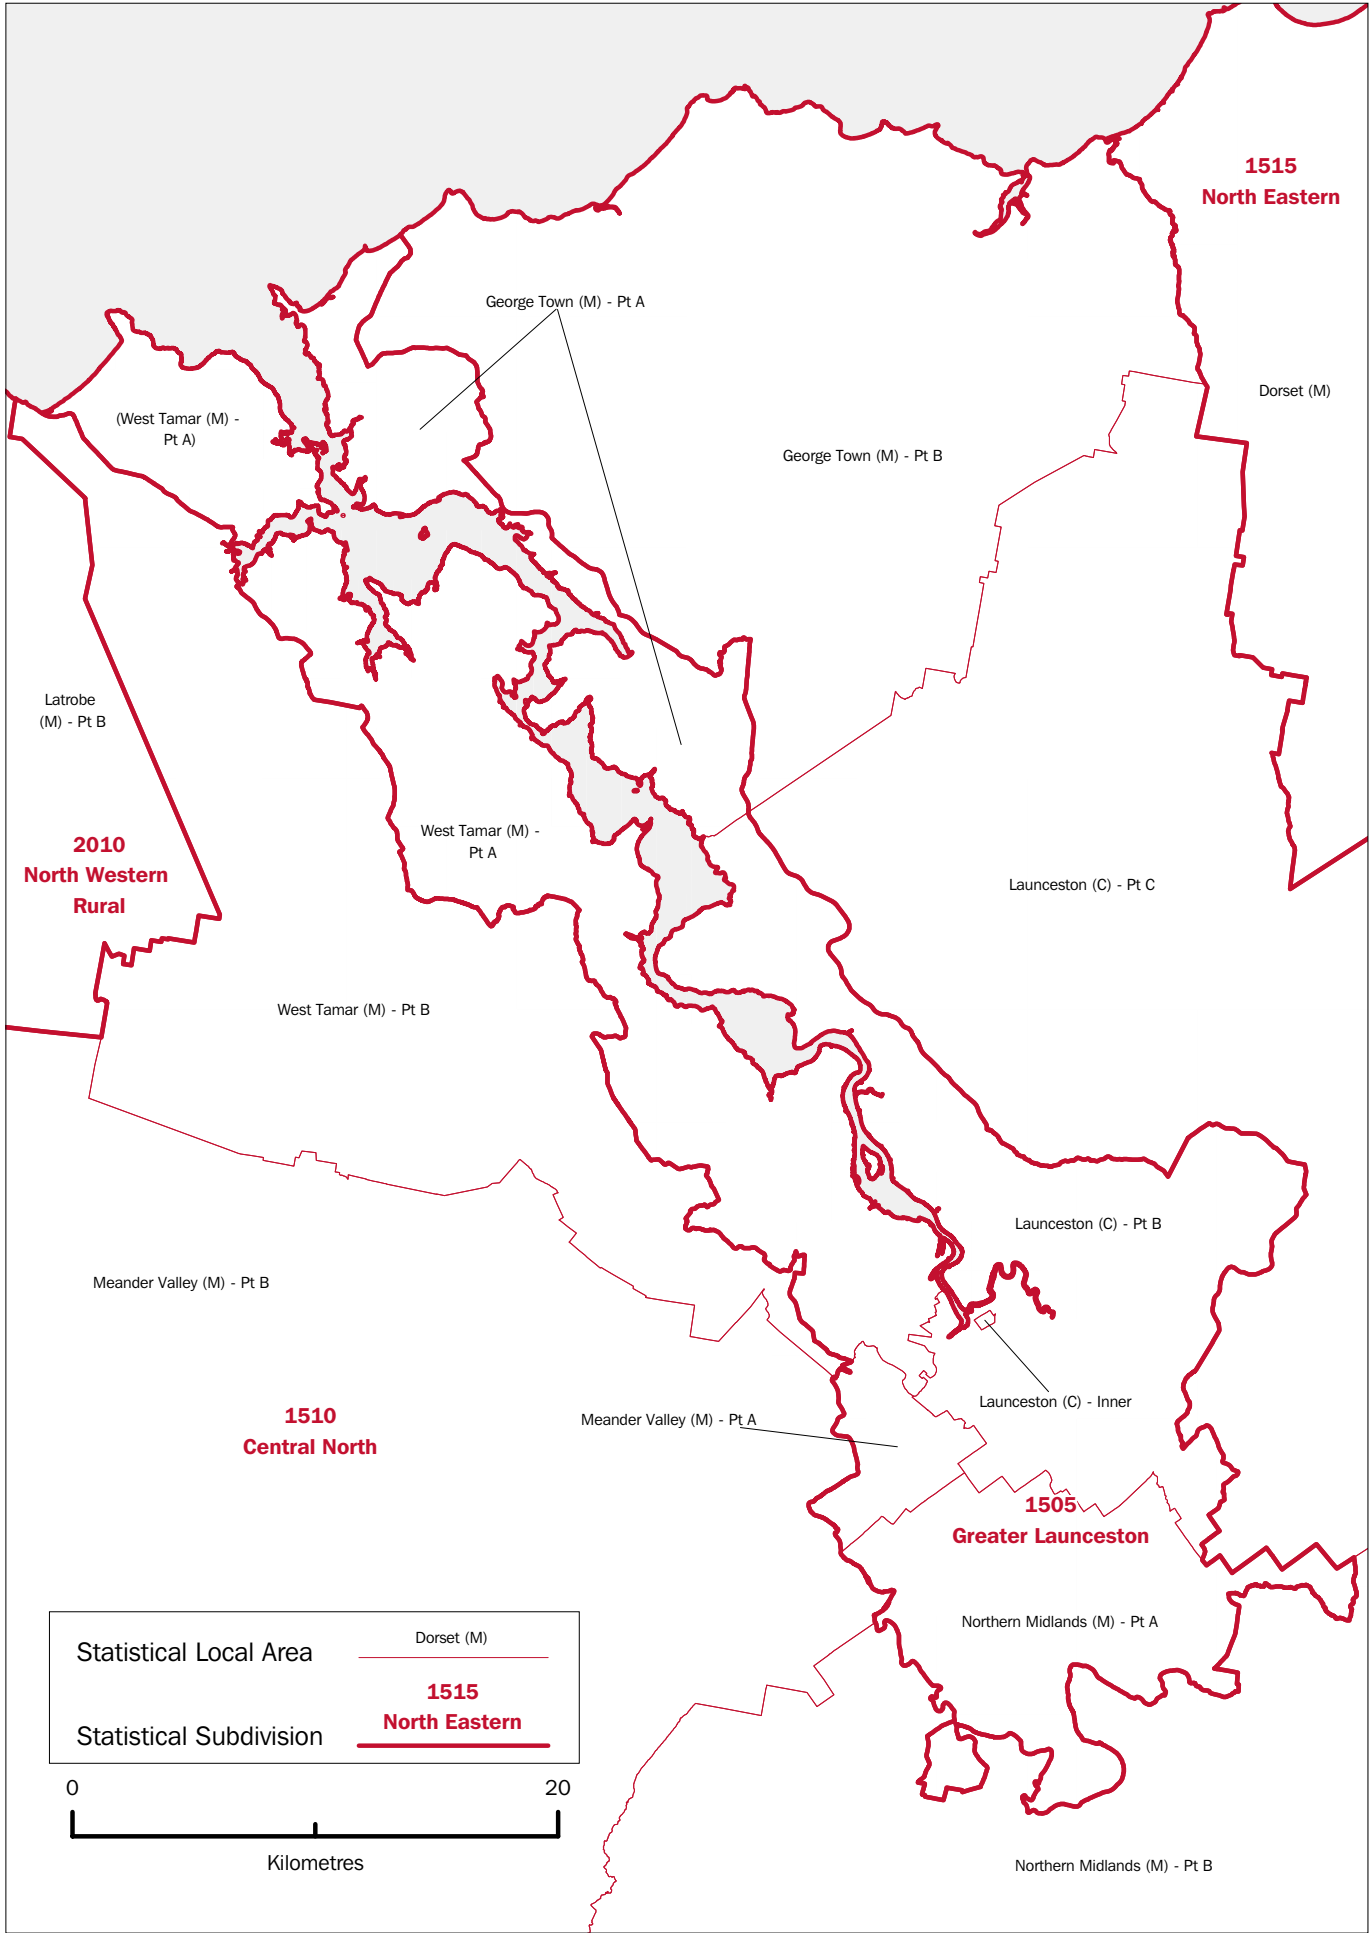 1515
North Eastern
George Town (M) - Pt A
Dorset (M)
(West Tamar (M) -
Pt A)
George Town (M) - Pt B
Latrobe
(M) - Pt B
West Tamar (M) -
Pt A
2010
North Western
Rural
Launceston (C) - Pt C
West Tamar (M) - Pt B
Launceston (C) - Pt B
Meander Valley (M) - Pt B
Launceston (C) - Inner
1510
Central North
Meander Valley (M) - Pt A
1505
Greater Launceston
Northern Midlands (M) - Pt A
Statistical Local Area
Dorset (M)
1515
North Eastern
Statistical Subdivision
0
20
Kilometres
Northern Midlands (M) - Pt B